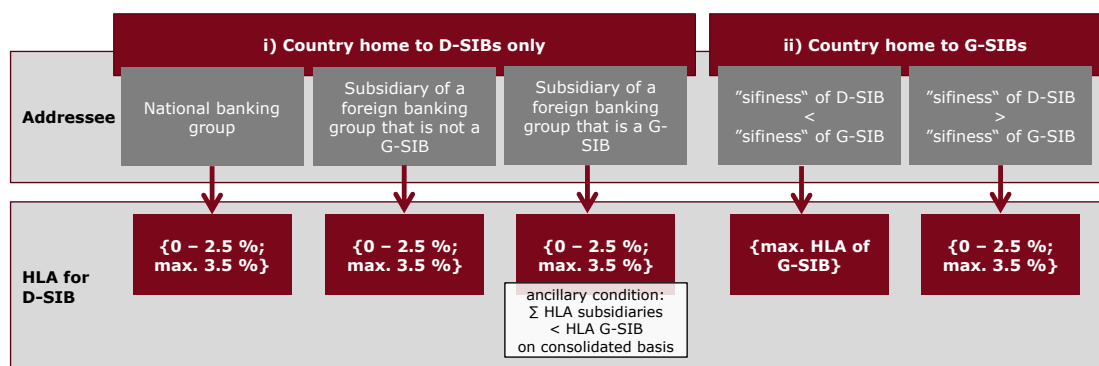 i) Country home to D-SIBs only
ii) Country home to G-SIBs
Addressee
National banking
group
Subsidiary of a
foreign banking
group that is not a
G-SIB
Subsidiary of a
foreign banking
group that is a G-
SIB
”sifiness“ of D-SIB
<
”sifiness“ of G-SIB
”sifiness“ of D-SIB
>
”sifiness“ of G-SIB
HLA for
D-SIB
{0 – 2.5 %;
max. 3.5 %}
{0 – 2.5 %;
max. 3.5 %}
{0 – 2.5 %;
max. 3.5 %}
ancillary condition:
∑ HLA subsidiaries
< HLA G-SIB
on consolidated basis
{max. HLA of
G-SIB}
{0 – 2.5 %;
max. 3.5 %}